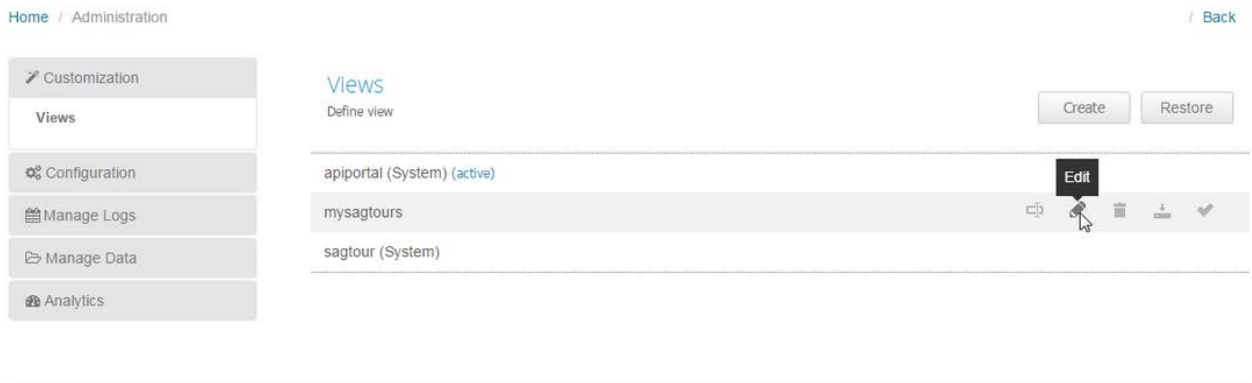 Home / Administration / Back
Customization
Views
Configuration
Manage Logs
Manage Data
Analytics
Views
Define view
Create Restore
apiportal (System) (active)
Edit
mysagtours
sagtour (System)